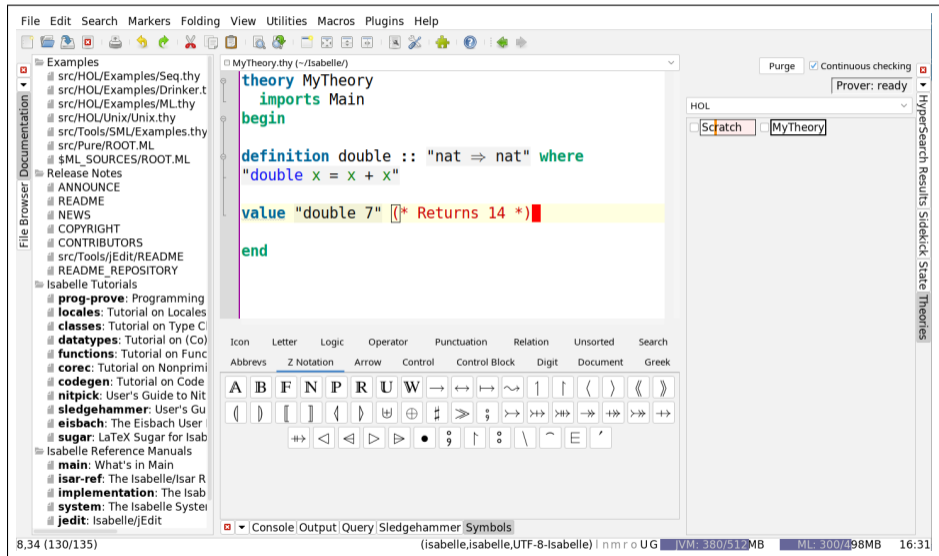 File Edit Search Markers Folding View Utilities Macros Plugins Help
File Browser Documentation
Examples
src/HOL/Examples/Seq.thy
src/HOL/Examples/Drinker.t
src/HOL/Examples/ML.thy
src/HOL/Unix/Unix.thy
src/Tools/SML/Examples.thy
src/Pure/ROOT.ML
$ML_SOURCES/ROOT.ML
Release Notes
ANNOUNCE
README
NEWS
COPYRIGHT
CONTRIBUTORS
src/Tools/jEdit/README
README_REPOSITORY
Isabelle Tutorials
prog-prove: Programming
locales: Tutorial on Locales
classes: Tutorial on Type Cl
datatypes: Tutorial on (Co)
functions: Tutorial on Func
corec: Tutorial on Nonprimi
codegen: Tutorial on Code
nitpick: User's Guide to Nit
sledgehammer: User's Gu
eisbach: The Eisbach User
sugar: LaTeX Sugar for Isab
Isabelle Reference Manuals
main: What's in Main
isar-ref: The Isabelle/Isar R
implementation: The Isab
system: The Isabelle System
jedit: Isabelle/jEdit
MyTheory.thy (~/Isabelle/)
theory MyTheory
imports Main
begin
definition double :: "nat ⇒ nat" where
"double x = x + x"
value "double 7" (* Returns 14 *)
end
Icon Letter Logic Operator Punctuation Relation Unsorted Search
Abbrevs Z Notation Arrow Control Control Block Digit Document Greek
𝔸 𝔹 𝔽 ℕ ℙ ℝ 𝕌 𝕎 → ↔ ↦ ⤳ ↿ ↾ ⟨ ⟩ ⟪ ⟫
⦇ ⦈ ⟦ ⟧ ⦉ ⦊ ⊎ ⊕ ♯ ≫ ⨟ ↣ ⤔ ⤕ ↠ ⤀ ⤖ ⇸
⇻ ◁ ⩤ ▷ ⩥ ● ⨟ ↾ ⦂ ∖ ⌢ ⋿ ′
Console Output Query Sledgehammer Symbols
Purge Continuous checking
Prover: ready
HOL
Scratch MyTheory
HyperSearch Results Sidekick State Theories
8,34 (130/135) (isabelle,isabelle,UTF-8-Isabelle) l n m r o U G JVM: 380/512MB ML: 300/498MB 16:31